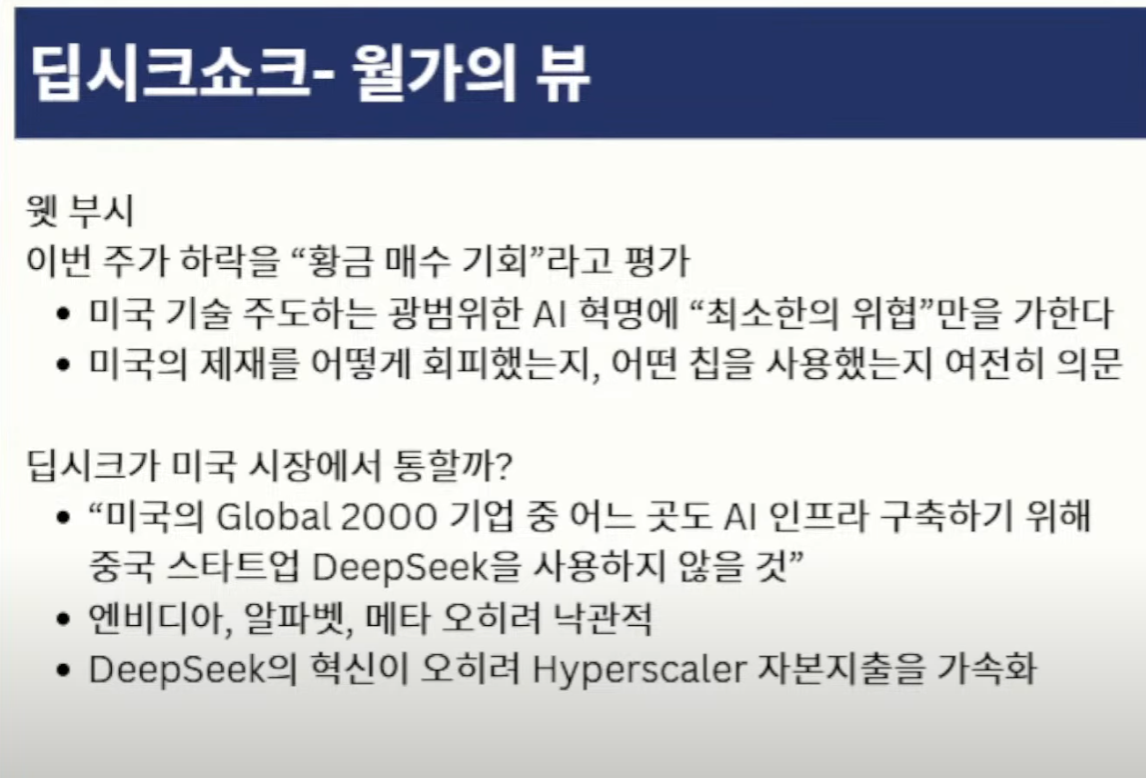 딥시크쇼크- 월가의 뷰
웻 부시
이번 주가 하락을 “황금 매수 기회”라고 평가
• 미국 기술 주도하는 광범위한 AI 혁명에 “최소한의 위협”만을 가한다
• 미국의 제재를 어떻게 회피했는지, 어떤 칩을 사용했는지 여전히 의문
딥시크가 미국 시장에서 통할까?
• “미국의 Global 2000 기업 중 어느 곳도 AI 인프라 구축하기 위해
중국 스타트업 DeepSeek을 사용하지 않을 것”
• 엔비디아, 알파벳, 메타 오히려 낙관적
• DeepSeek의 혁신이 오히려 Hyperscaler 자본지출을 가속화